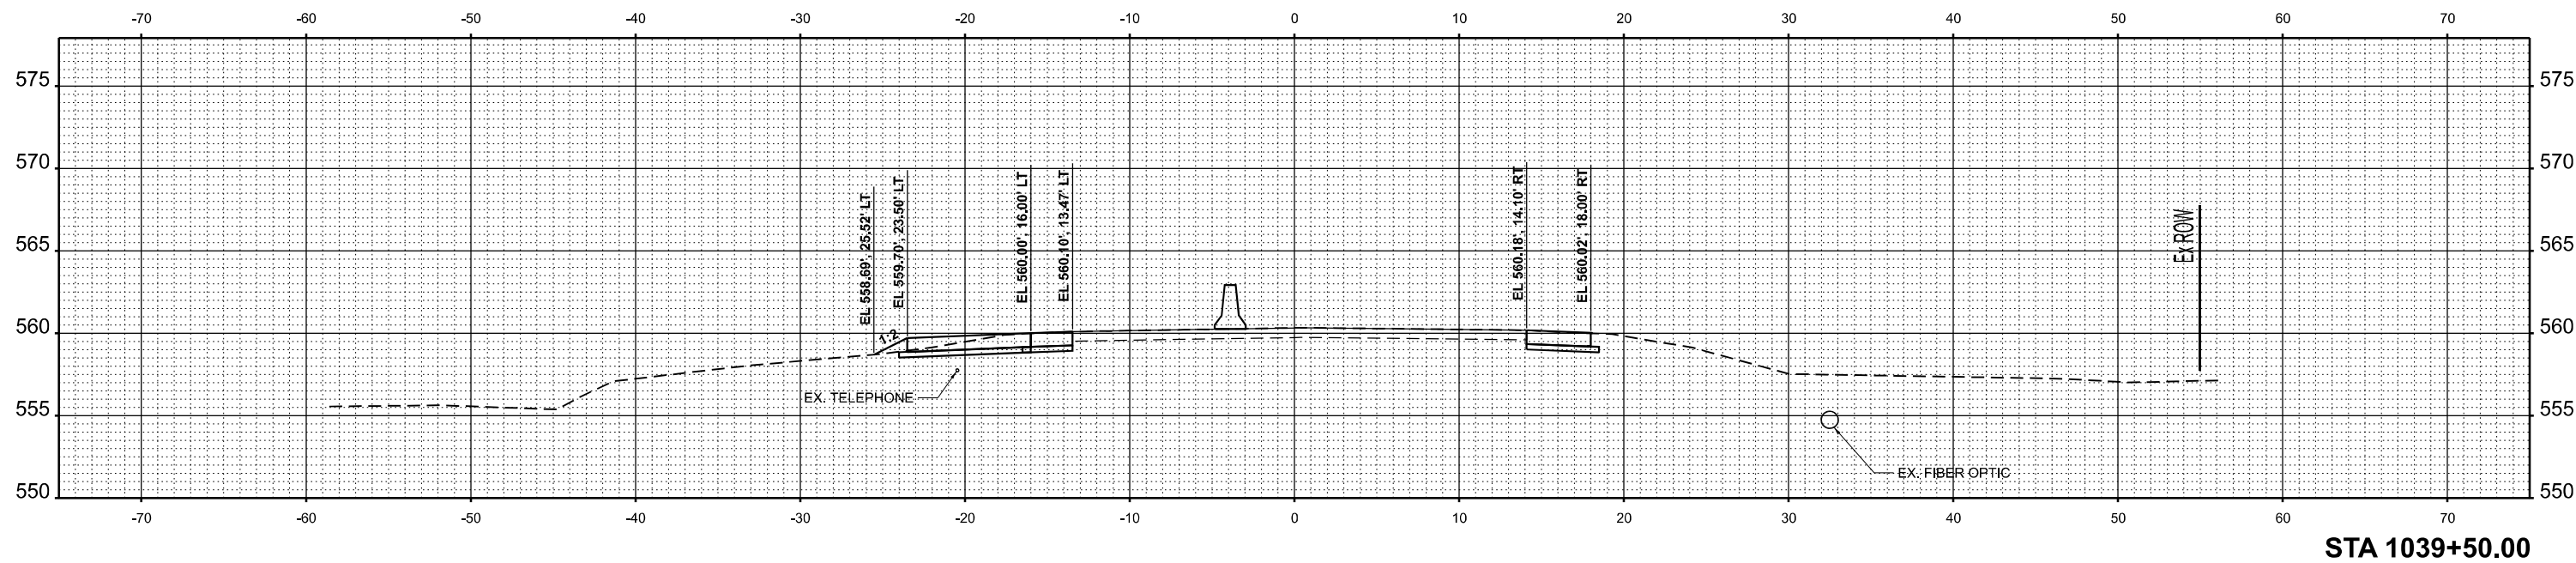 -70 -60 -50 -40 -30 -20 -10 0 10 20 30 40 50 60 70
575 575
570 570
565 565
560 560
555 555
550 550
EL 558.69', 25.52' LT
EL 559.70', 23.50' LT
EL 560.00', 16.00' LT
EL 560.10', 13.47' LT
EL 560.18', 14.10' RT
EL 560.02', 18.00' RT
Ex ROW
1:2
EX. TELEPHONE
EX. FIBER OPTIC
-70 -60 -50 -40 -30 -20 -10 0 10 20 30 40 50 60 70
STA 1039+50.00